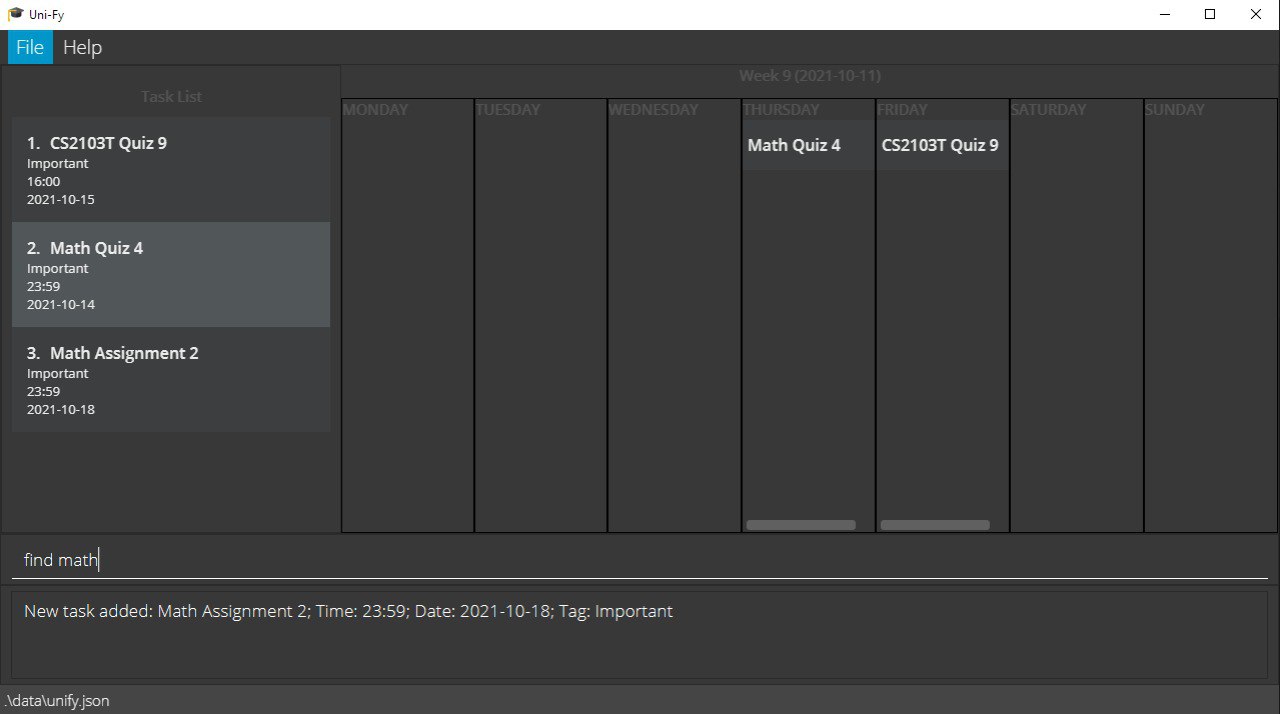 Uni-Fy
File Help
Task List
1. CS2103T Quiz 9
Important
16:00
2021-10-15
2. Math Quiz 4
Important
23:59
2021-10-14
3. Math Assignment 2
Important
23:59
2021-10-18
Week 9 (2021-10-11)
MONDAY TUESDAY WEDNESDAY THURSDAY FRIDAY SATURDAY SUNDAY
Math Quiz 4 CS2103T Quiz 9
find math
New task added: Math Assignment 2; Time: 23:59; Date: 2021-10-18; Tag: Important
.\data\unify.json